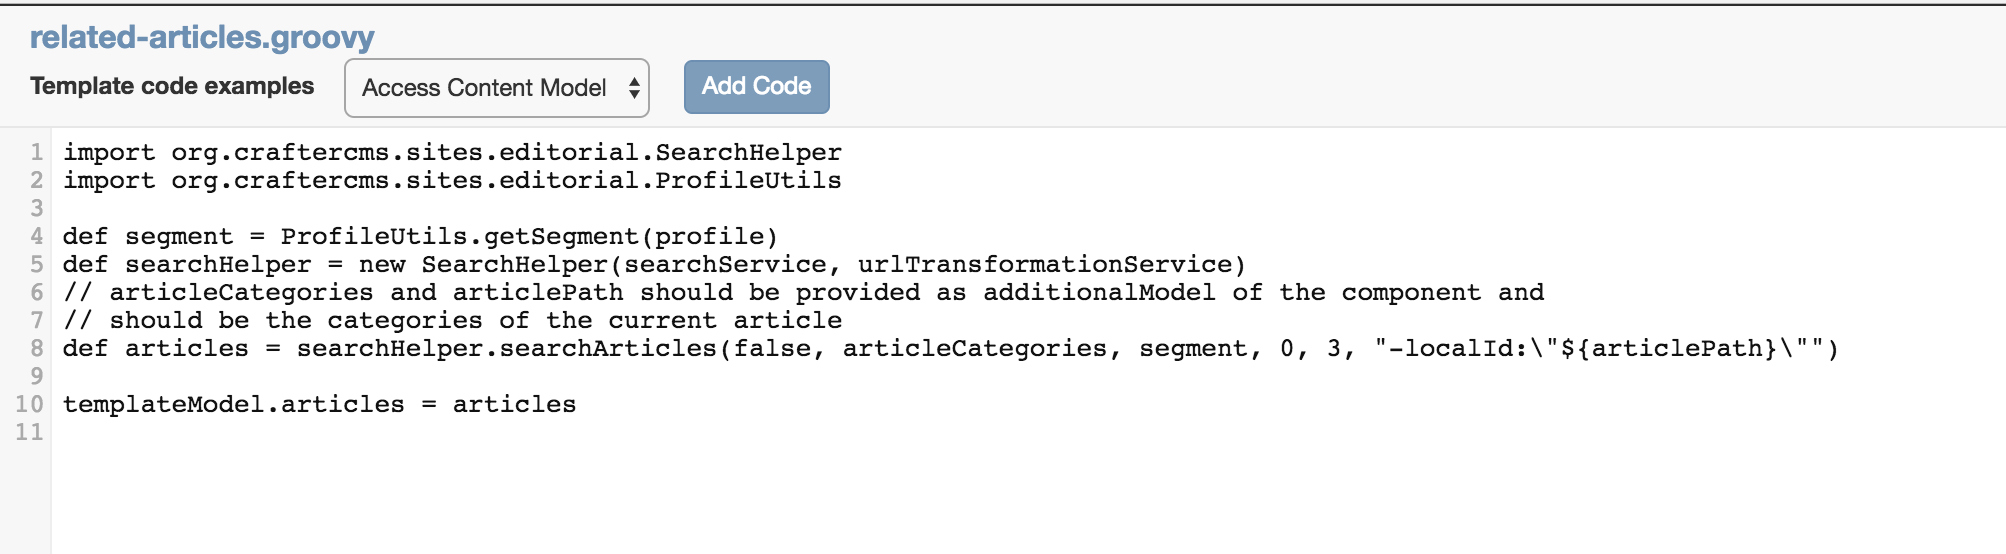 related-articles.groovy
Template code examples Access Content Model Add Code
1 import org.craftercms.sites.editorial.SearchHelper
2 import org.craftercms.sites.editorial.ProfileUtils
3
4 def segment = ProfileUtils.getSegment(profile)
5 def searchHelper = new SearchHelper(searchService, urlTransformationService)
6 // articleCategories and articlePath should be provided as additionalModel of the component and
7 // should be the categories of the current article
8 def articles = searchHelper.searchArticles(false, articleCategories, segment, 0, 3, "-localId:\"${articlePath}\"")
9
10 templateModel.articles = articles
11